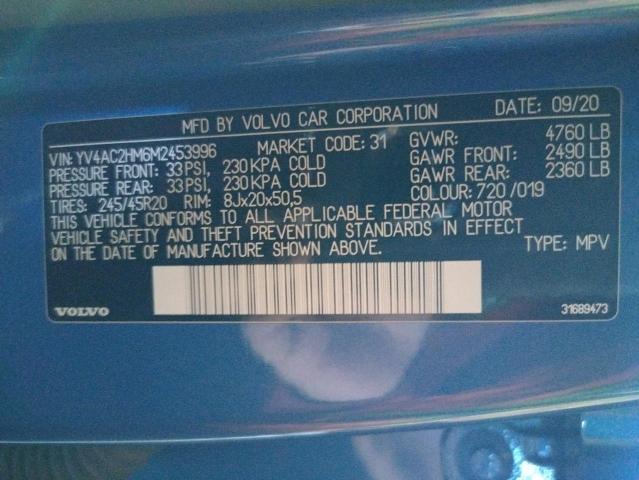 MFD BY VOLVO CAR CORPORATION DATE: 09/20
VIN: YV4AC2HM6M2453996 MARKET CODE: 31 GVWR: 4760 LB
PRESSURE FRONT: 33PSI, 230KPA COLD GAWR FRONT: 2490 LB
PRESSURE REAR: 33PSI, 230KPA COLD GAWR REAR: 2360 LB
TIRES: 245/45R20 RIM: 8Jx20x50,5 COLOUR: 720/019
THIS VEHICLE CONFORMS TO ALL APPLICABLE FEDERAL MOTOR
VEHICLE SAFETY AND THEFT PREVENTION STANDARDS IN EFFECT
ON THE DATE OF MANUFACTURE SHOWN ABOVE. TYPE: MPV
VOLVO 31689473